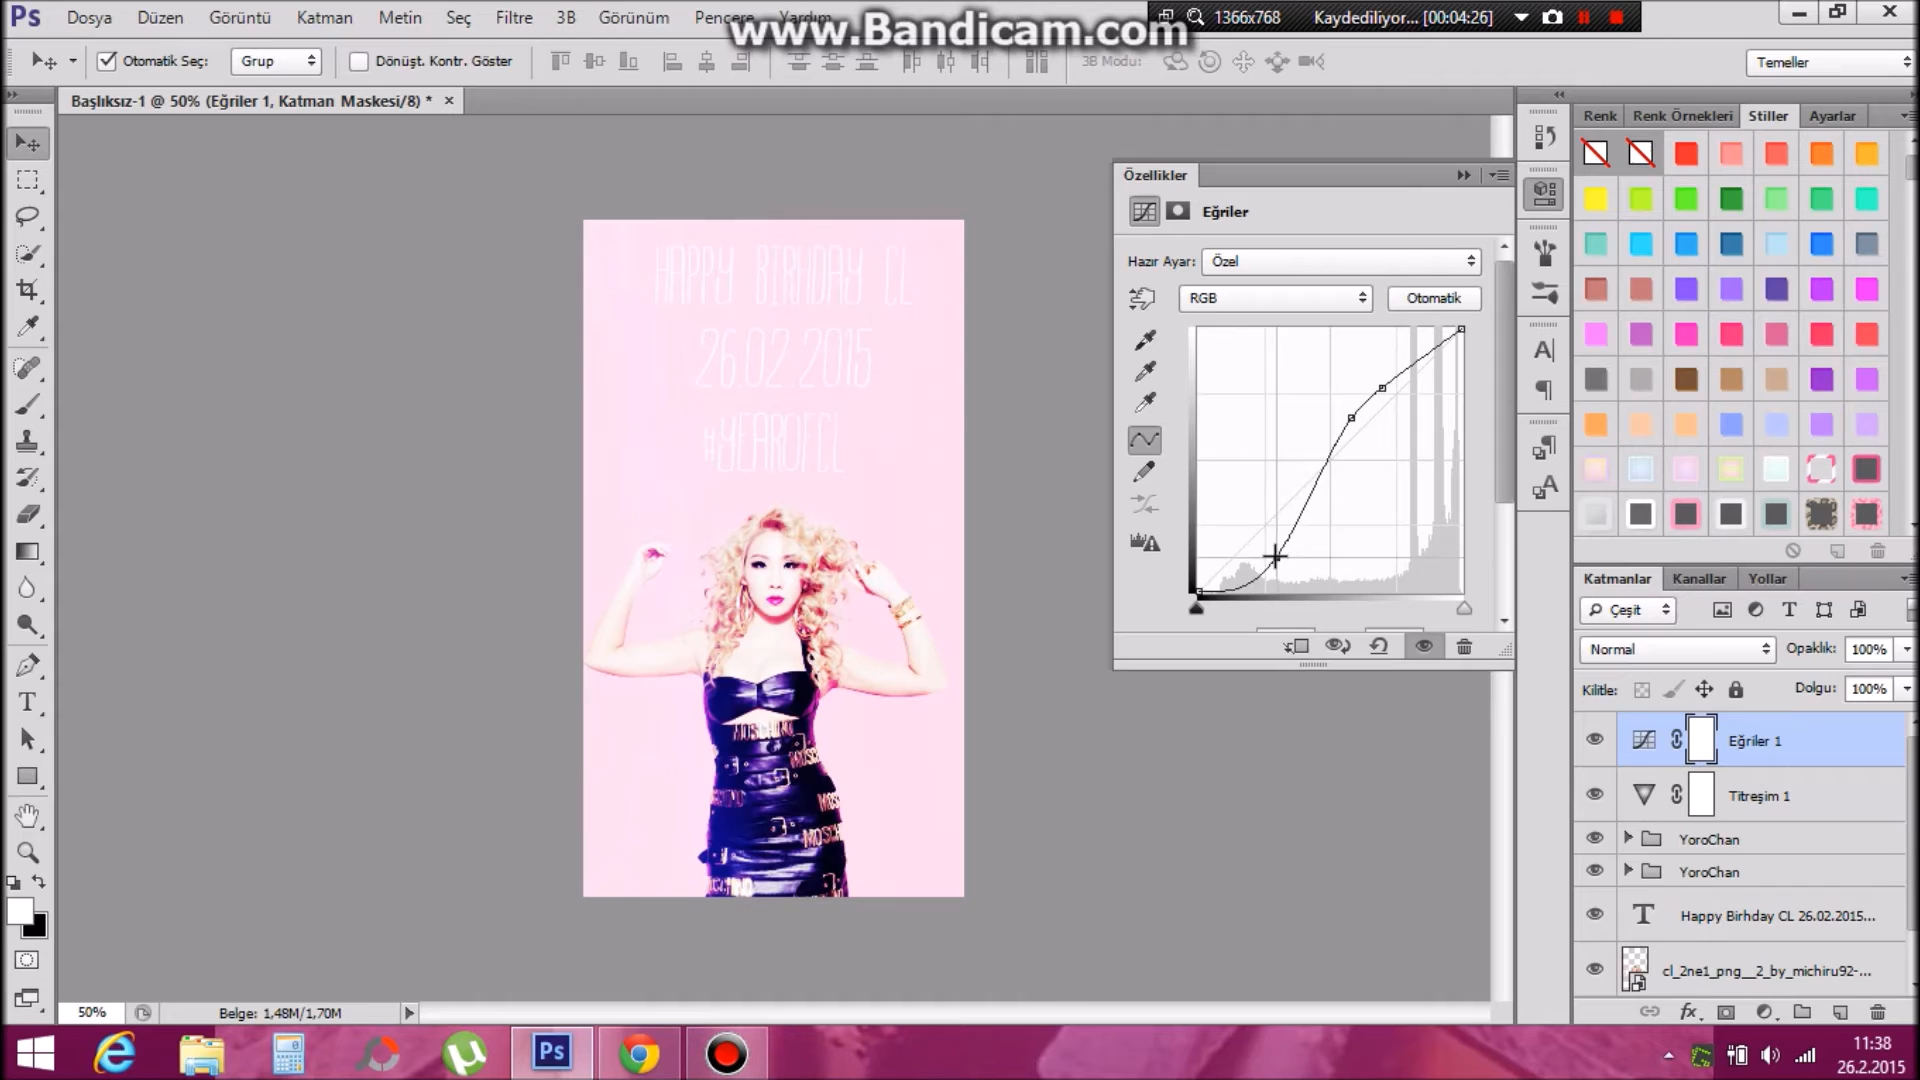 Ps Dosya Düzen Görüntü Katman Metin Seç Filtre 3B Görünüm Pencere Yardım
www.Bandicam.com
1366x768 Kaydediliyor... [00:04:26]
Otomatik Seç: Grup Dönüşt. Kontr. Göster 3B Modu: Temeller
Başlıksız-1 @ 50% (Eğriler 1, Katman Maskesi/8) *
Renk Renk Örnekleri Stiller Ayarlar
Özellikler
Eğriler
Hazır Ayar: Özel
RGB Otomatik
HAPPY BIRHDAY CL
26.02.2015
#YEAROFCL
MOSCHINO
Katmanlar Kanallar Yollar
Çeşit
Normal Opaklık: 100%
Kilitle: Dolgu: 100%
Eğriler 1
Titreşim 1
YoroChan
YoroChan
Happy Birhday CL 26.02.2015...
cl_2ne1_png__2_by_michiru92-...
50% Belge: 1,48M/1,70M
Ps
11:38
26.2.2015